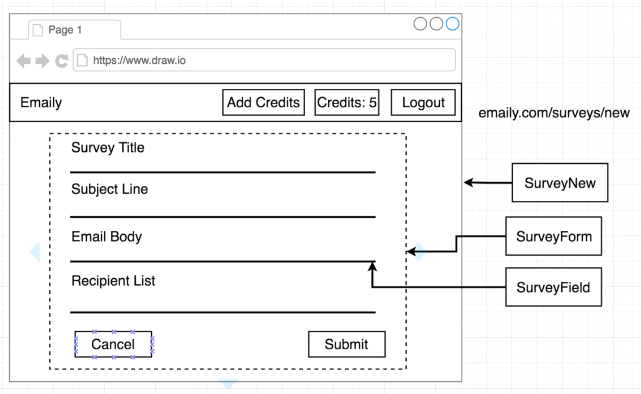 Page 1
https://www.draw.io
Emaily
Add Credits
Credits: 5
Logout
emaily.com/surveys/new
Survey Title
Subject Line
Email Body
Recipient List
Cancel
Submit
SurveyNew
SurveyForm
SurveyField